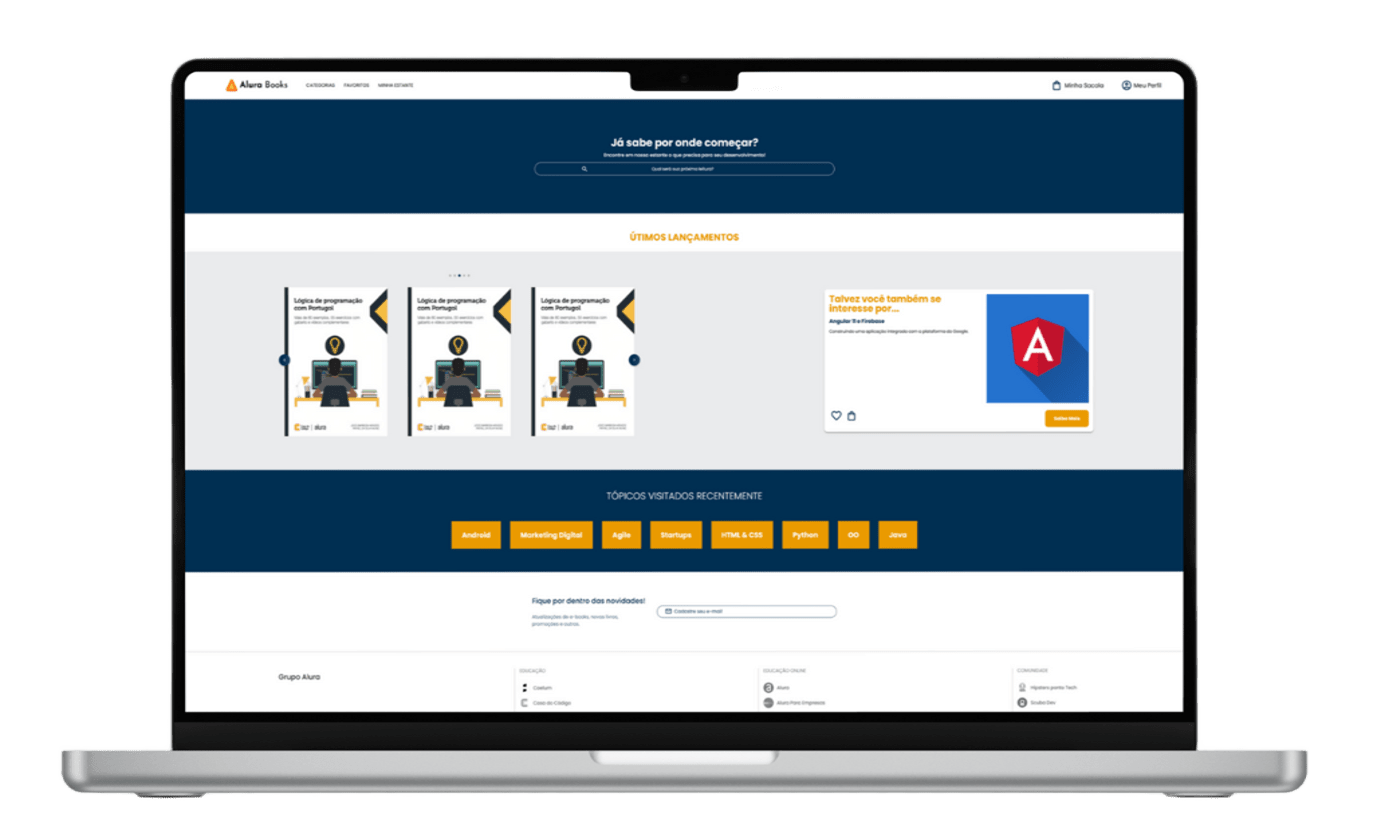 Alura Books
CATEGORIAS FAVORITOS MINHA ESTANTE
Minha Sacola
Meu Perfil
Já sabe por onde começar?
Encontre em nossa estante o que precisa para seu desenvolvimento!
Qual será sua próxima leitura?
ÚTIMOS LANÇAMENTOS
Lógica de programação
com Portugol
alura
Lógica de programação
com Portugol
alura
Lógica de programação
com Portugol
alura
Talvez você também se
interesse por...
Angular 11 e Firebase
Construindo uma aplicação integrada com a plataforma do Google.
A
Saiba Mais
TÓPICOS VISITADOS RECENTEMENTE
Android Marketing Digital Agile Startups HTML & CSS Python OO Java
Fique por dentro das novidades!
Atualizações de e-books, novos livros,
promoções e outros.
Cadastre seu e-mail
Grupo Alura
EDUCAÇÃO
Caelum
Casa do Código
EDUCAÇÃO ONLINE
Alura
Alura Para Empresas
COMUNIDADE
Hipsters ponto Tech
Scuba Dev